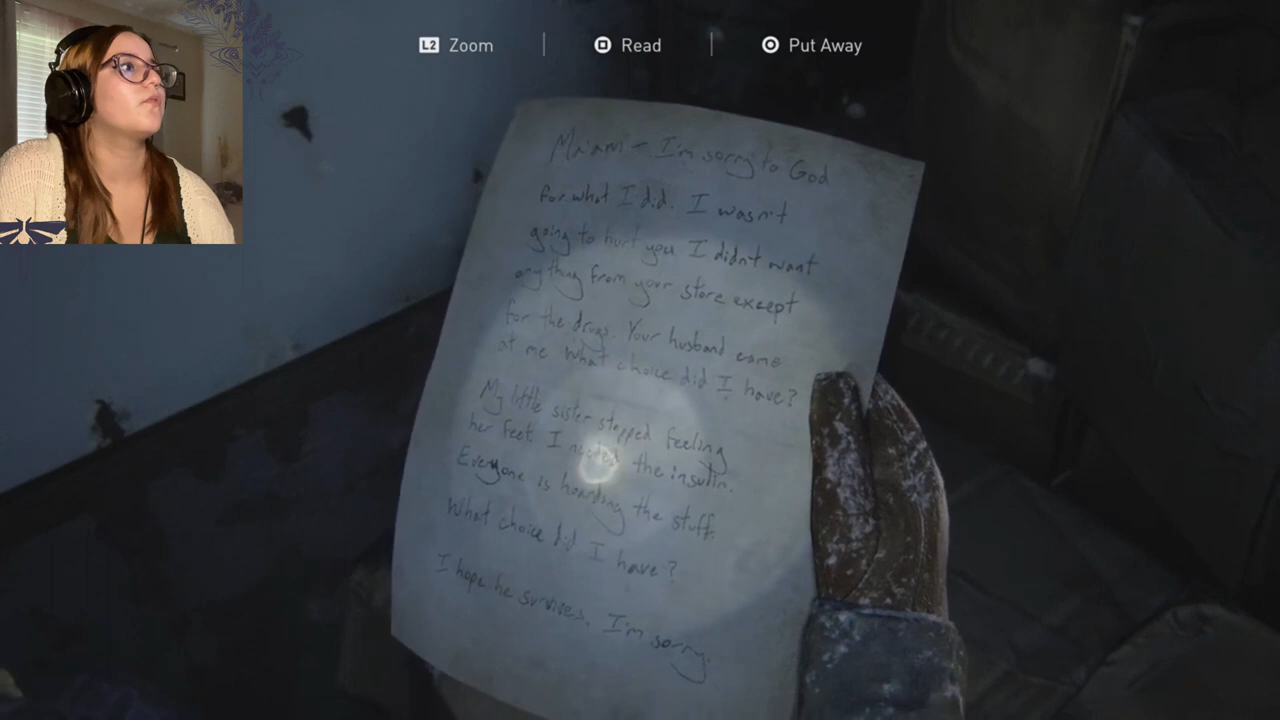 L2 Zoom | Read | Put Away
Ma'am - I'm sorry to God
for what I did. I wasn't
going to hurt you I didnt want
anything from your store except
for the drugs. Your husband came
at me what choice did I have?
My little sister stopped feeling
her feet. I needed the insulin.
Everyone is hoarding the stuff.
What choice did I have?
I hope he survives. I'm sorry.